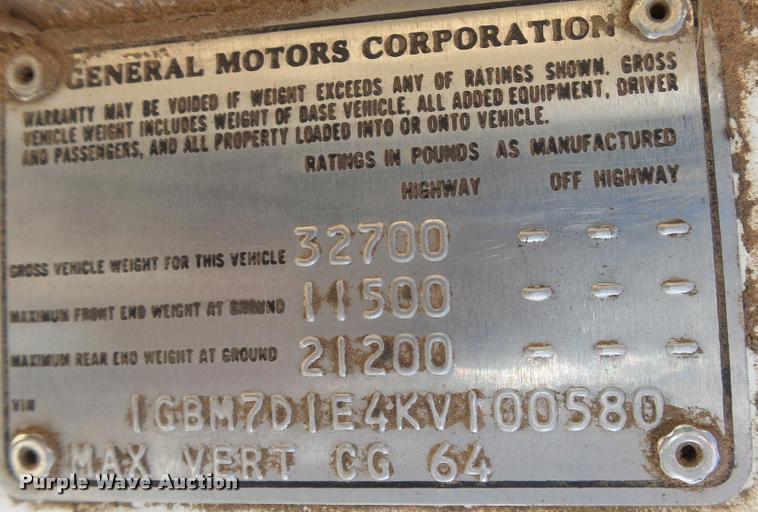 GENERAL MOTORS CORPORATION
WARRANTY MAY BE VOIDED IF WEIGHT EXCEEDS ANY OF RATINGS SHOWN. GROSS
VEHICLE WEIGHT INCLUDES WEIGHT OF BASE VEHICLE, ALL ADDED EQUIPMENT, DRIVER
AND PASSENGERS, AND ALL PROPERTY LOADED INTO OR ONTO VEHICLE.
RATINGS IN POUNDS AS MANUFACTURED
HIGHWAY OFF HIGHWAY
GROSS VEHICLE WEIGHT FOR THIS VEHICLE 32700 - - -
MAXIMUM FRONT END WEIGHT AT GROUND 11500 - - -
MAXIMUM REAR END WEIGHT AT GROUND 21200 - - -
VIN 1GBM7D1E4KV100580
MAX VERT CG 64
Purple Wave Auction